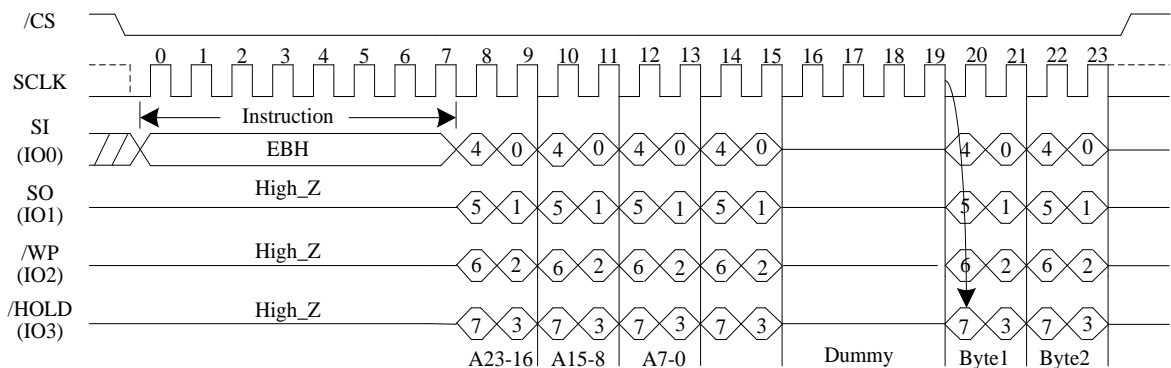 /CS
0 1 2 3 4 5 6 7 8 9 10 11 12 13 14 15 16 17 18 19 20 21 22 23
SCLK
Instruction
SI
(IO0)
EBH
4 0 4 0 4 0 4 0 4 0 4 0
SO
(IO1)
High_Z
5 1 5 1 5 1 5 1 5 1 5 1
/WP
(IO2)
High_Z
6 2 6 2 6 2 6 2 6 2 6 2
/HOLD
(IO3)
High_Z
7 3 7 3 7 3 7 3 7 3 7 3
A23-16 A15-8 A7-0 Dummy Byte1 Byte2